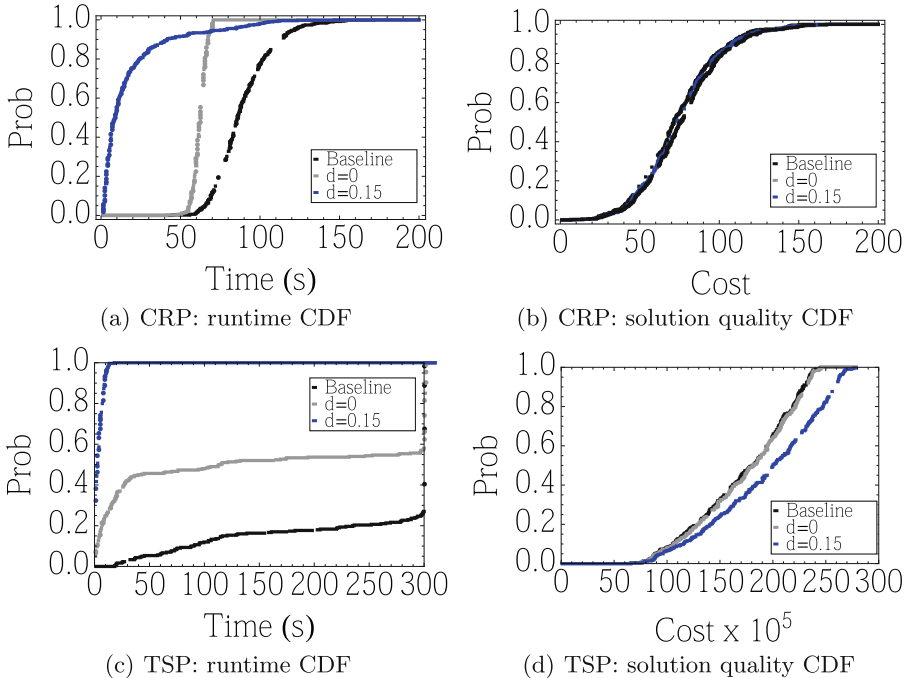 1.0
0.8
0.6
0.4
0.2
0.0
Prob
0 50 100 150 200
Time (s)
Baseline
d=0
d=0.15
(a) CRP: runtime CDF
1.0
0.8
0.6
0.4
0.2
0.0
Prob
0 50 100 150 200
Cost
Baseline
d=0
d=0.15
(b) CRP: solution quality CDF
1.0
0.8
0.6
0.4
0.2
0.0
Prob
0 50 100 150 200 250 300
Time (s)
Baseline
d=0
d=0.15
(c) TSP: runtime CDF
1.0
0.8
0.6
0.4
0.2
0.0
Prob
0 50 100 150 200 250 300
Cost x 10⁵
Baseline
d=0
d=0.15
(d) TSP: solution quality CDF